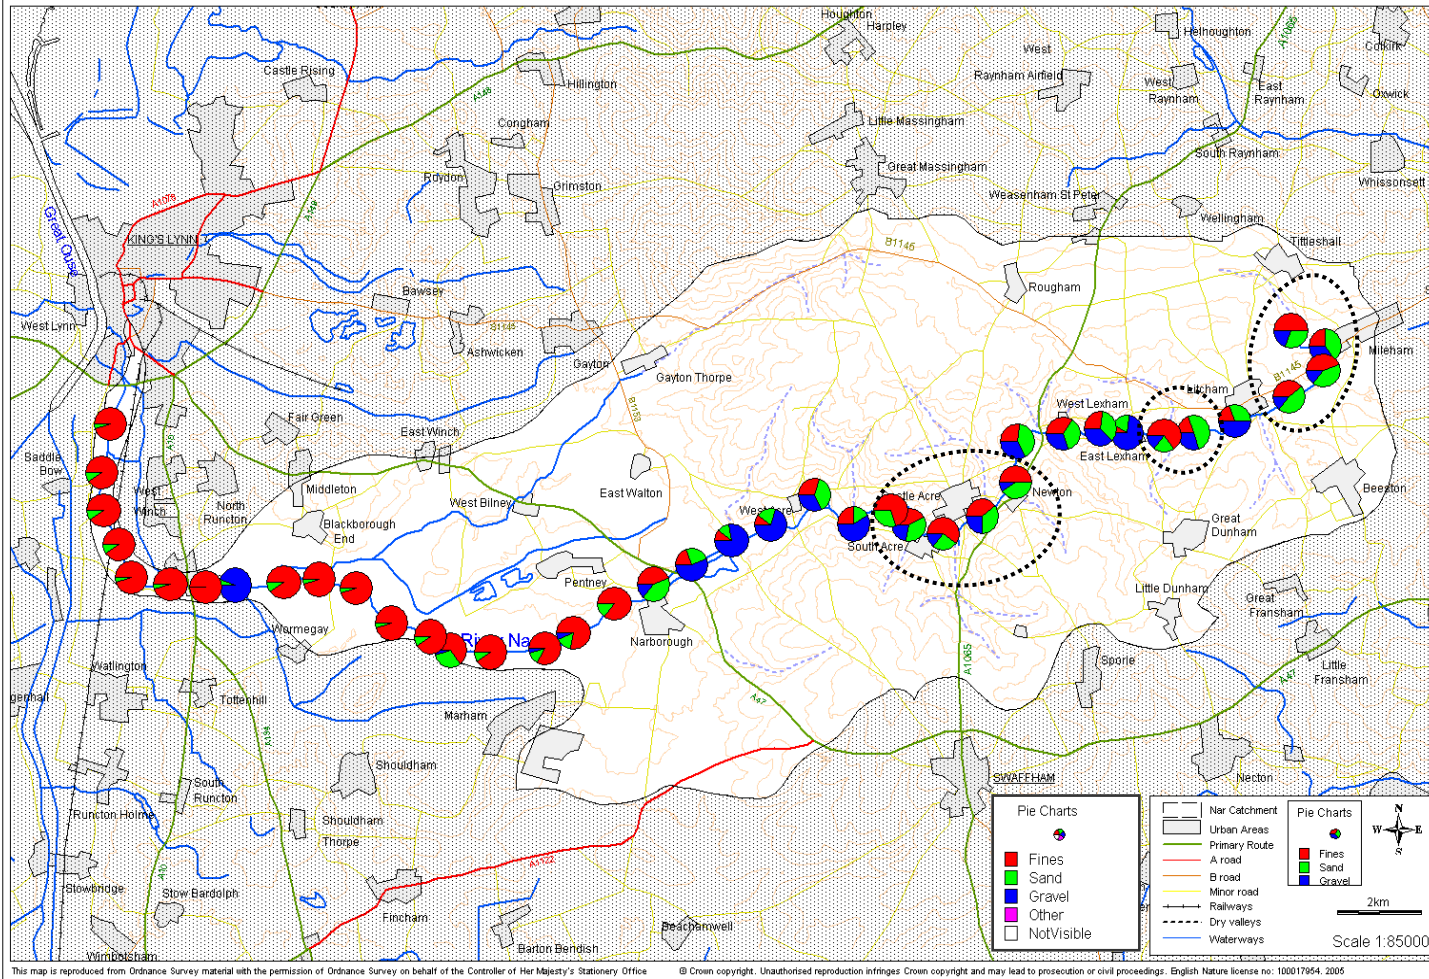 Houghton
Harpley
Helhoughton
A1065
Colkirk
West
Raynham Airfield
West
Raynham
East
Raynham
Oxwick
Castle Rising
Hillington
A148
Congham
Little Massingham
South Raynham
Great Massingham
Whissonsett
Roydon
Grimston
Weasenham St Peter
Wellingham
A1078
A149
Great Ouse
KING'S LYNN
B1146
Tittleshall
Rougham
Bawsey
West Lynn
B1145
Ashwicken
Gayton
Gayton Thorpe
Mileham
B1145
Litcham
West Lexham
B1153
Fair Green
East Winch
East Lexham
Saddle
Bow
A10
Middleton
West
Winch
North
Runcton
West Bilney
East Walton
Castle Acre
Newton
Beeston
West Acre
Blackborough
End
South Acre
Great
Dunham
Pentney
Little Dunham
Great
Fransham
Wormegay
River Na
Narborough
Watlington
A1065
Sporle
Little
Fransham
A47
Tottenhill
A47
Marham
A134
Shouldham
SWAFFHAM
Necton
South
Runcton
Runcton Holme
Shouldham
Thorpe
A1122
Stowbridge
A10
Stow Bardolph
Fincham
Beachamwell
Barton Bendish
Wimbotsham
Pie Charts
Fines
Sand
Gravel
Other
NotVisible
Nar Catchment
Urban Areas
Primary Route
A road
B road
Minor road
Railways
Dry valleys
Waterways
Pie Charts
Fines
Sand
Gravel
N
W E
S
2km
Scale 1:85000
This map is reproduced from Ordnance Survey material with the permission of Ordnance Survey on behalf of the Controller of Her Majesty's Stationery Office © Crown copyright. Unauthorised reproduction infringes Crown copyright and may lead to prosecution or civil proceedings. English Nature license no: 100017954. 2005